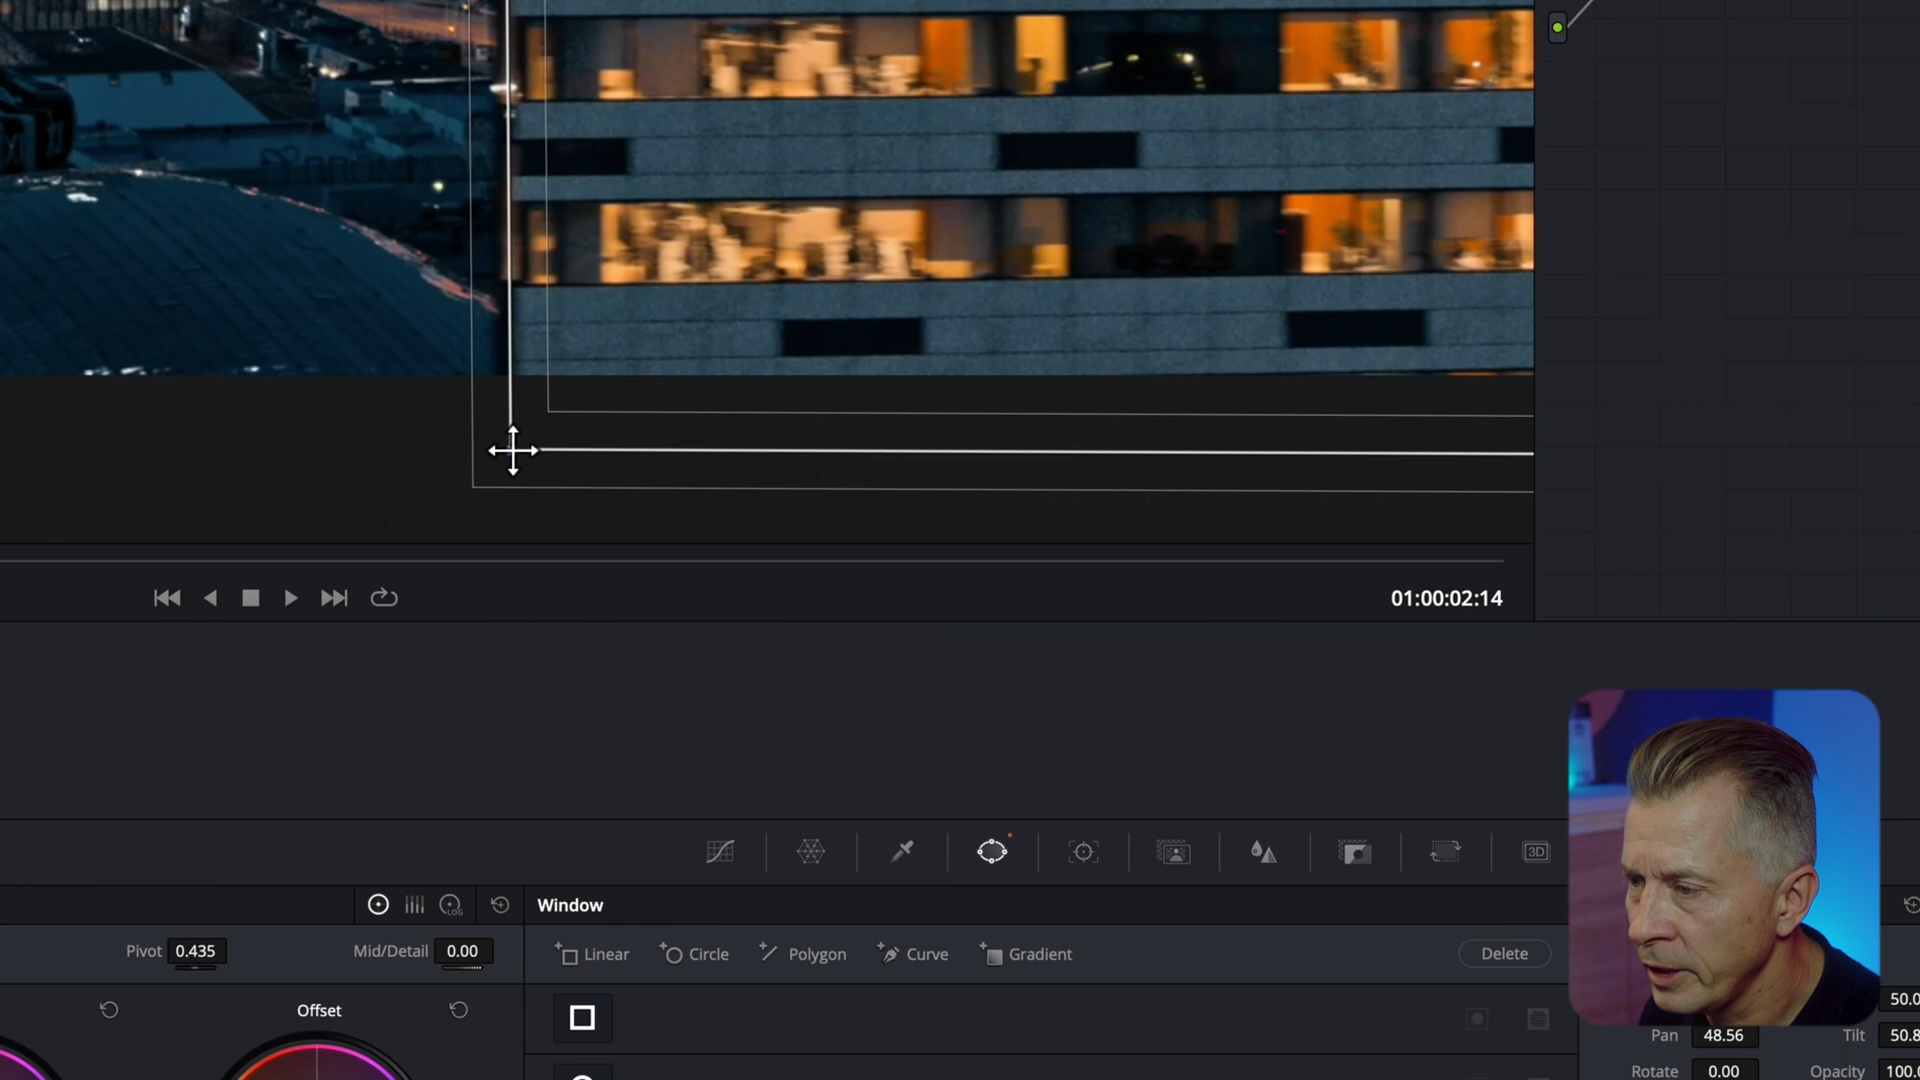 01:00:02:14
3D
LOG
Window
Pivot 0.435 Mid/Detail 0.00
Linear Circle Polygon Curve Gradient Delete
Offset
50.0
Pan 48.56 Tilt 50.8
Rotate 0.00 Opacity 100.